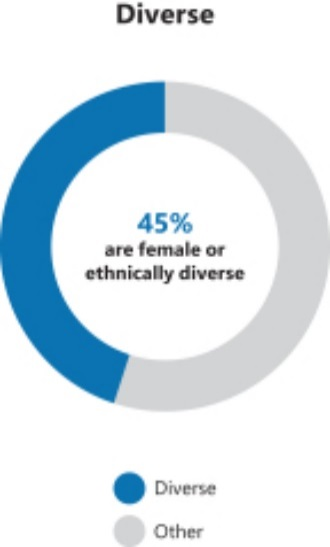 Diverse
45%
are female or
ethnically diverse
Diverse
Other